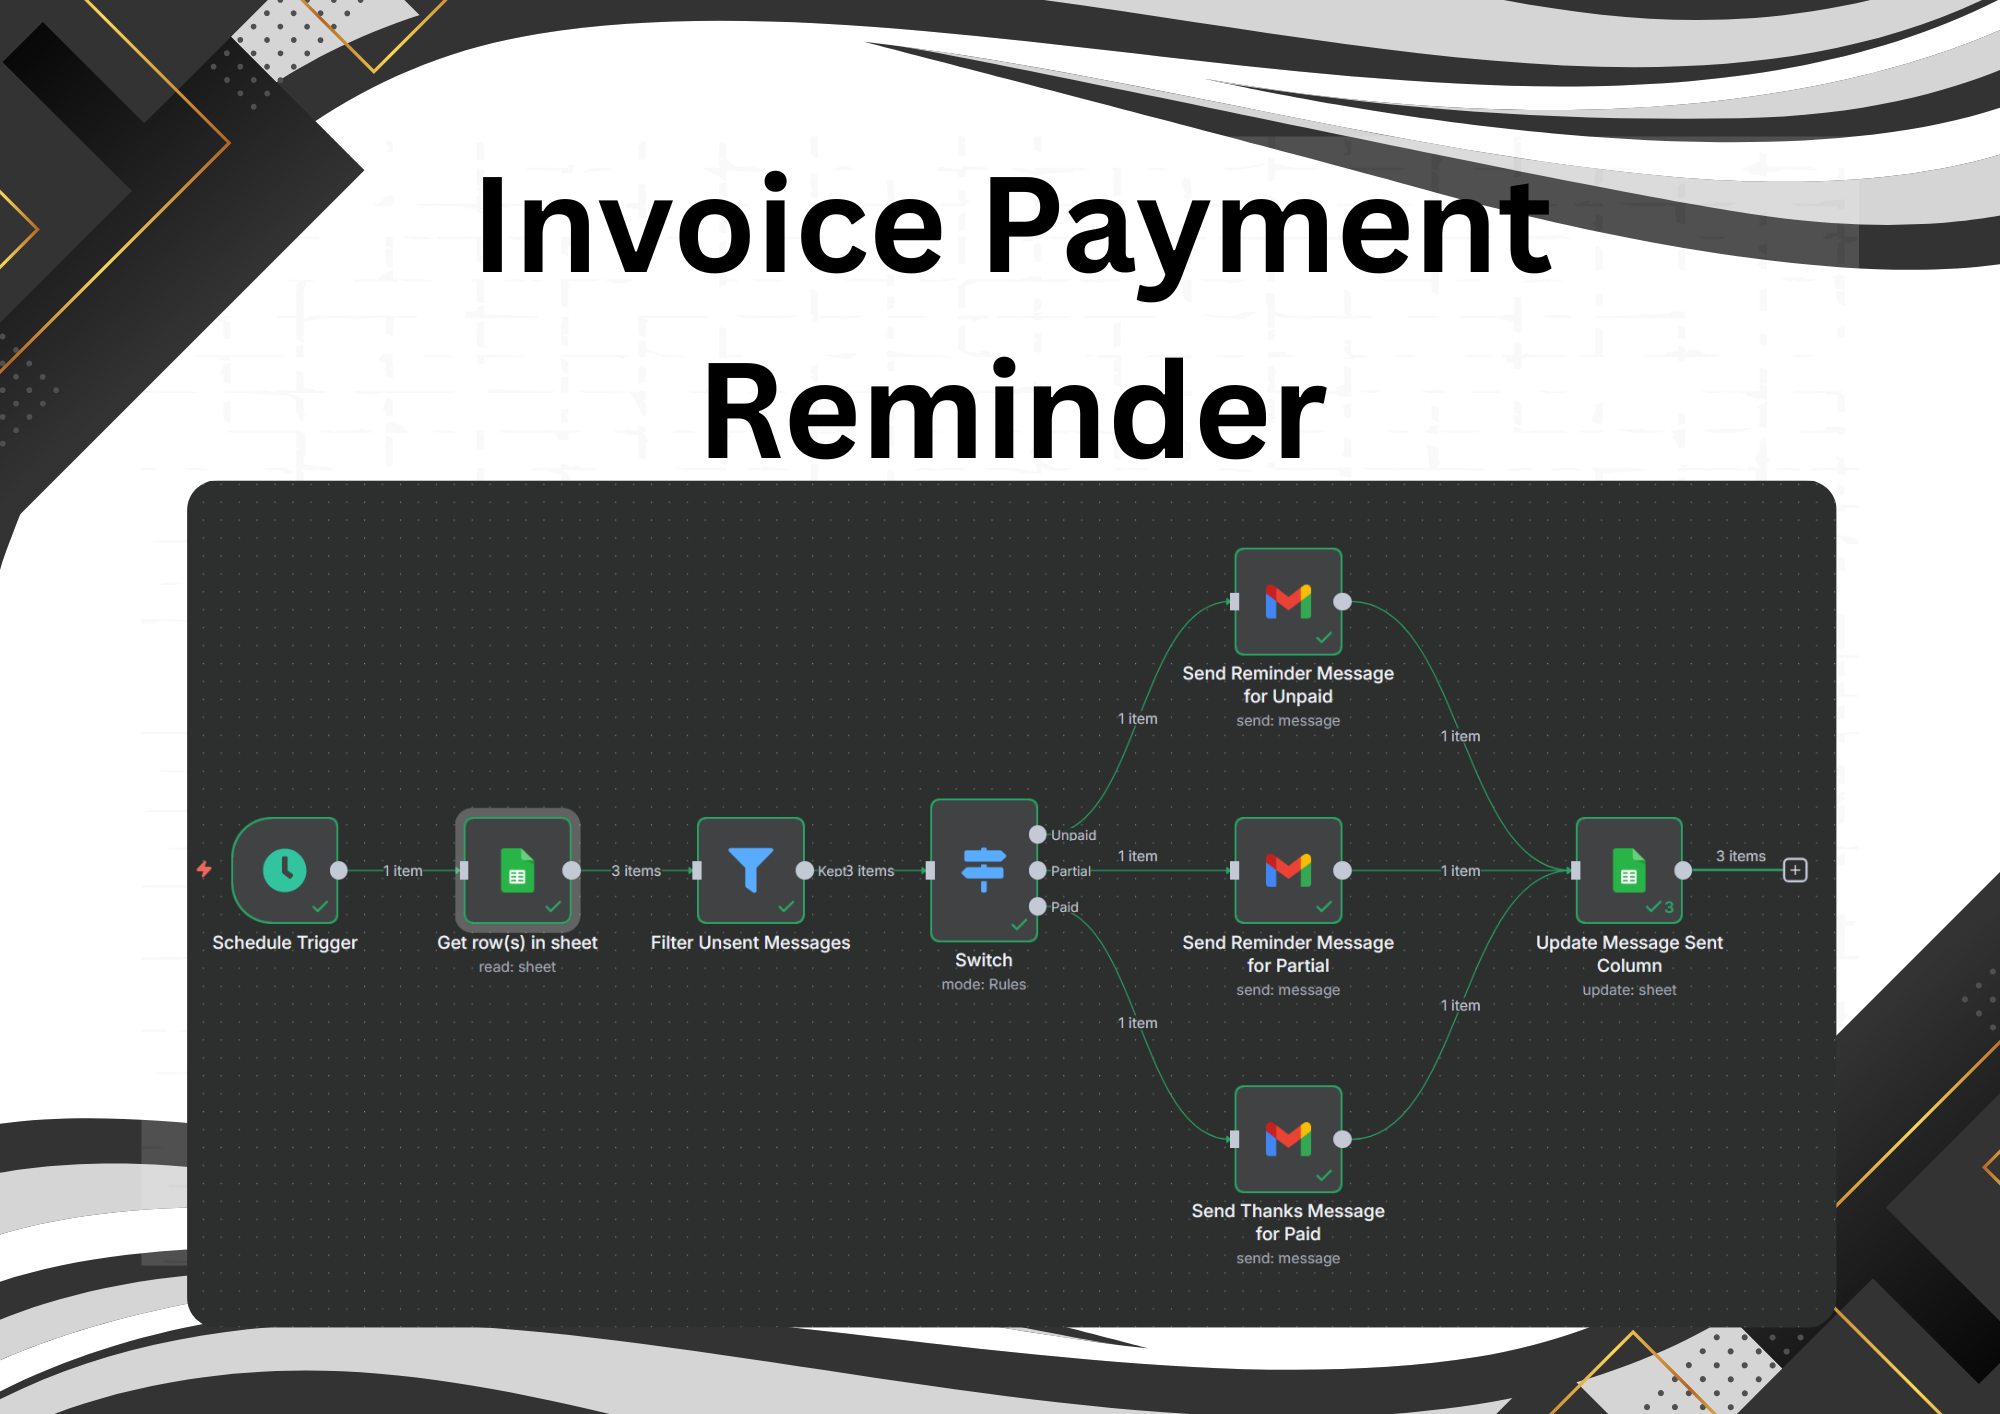 Invoice Payment
Reminder
Send Reminder Message
for Unpaid
send: message
1 item
1 item
Unpaid
Partial
Paid
1 item
3 items
Kept
3 items
1 item
1 item
3 items
3
Schedule Trigger
Get row(s) in sheet
read: sheet
Filter Unsent Messages
Switch
mode: Rules
Send Reminder Message
for Partial
send: message
Update Message Sent
Column
update: sheet
1 item
1 item
Send Thanks Message
for Paid
send: message